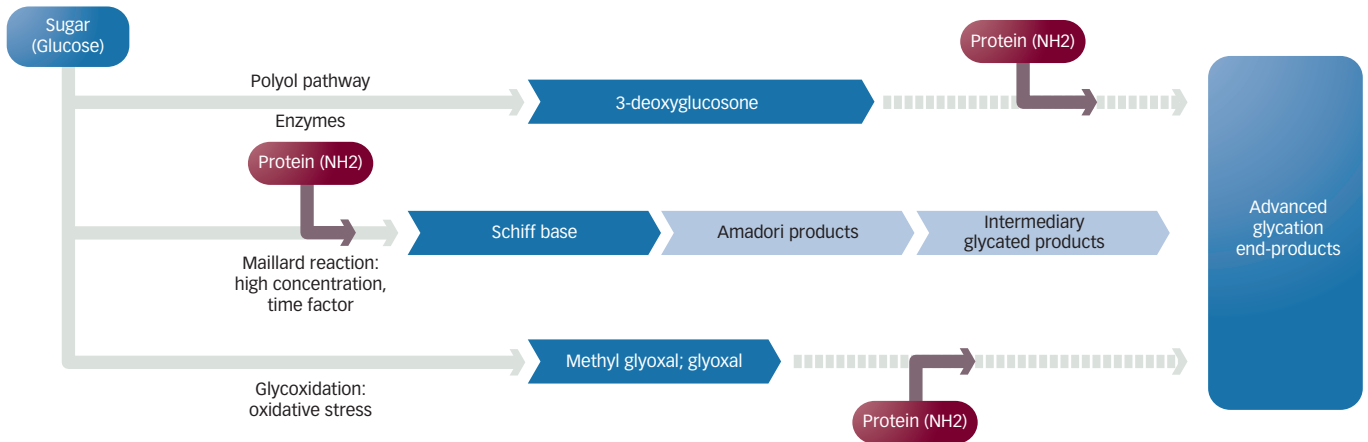 Sugar
(Glucose)
Polyol pathway
Enzymes
3-deoxyglucosone
Protein (NH2)
Protein (NH2)
Maillard reaction:
high concentration,
time factor
Schiff base
Amadori products
Intermediary
glycated products
Advanced
glycation
end-products
Glycoxidation:
oxidative stress
Methyl glyoxal; glyoxal
Protein (NH2)